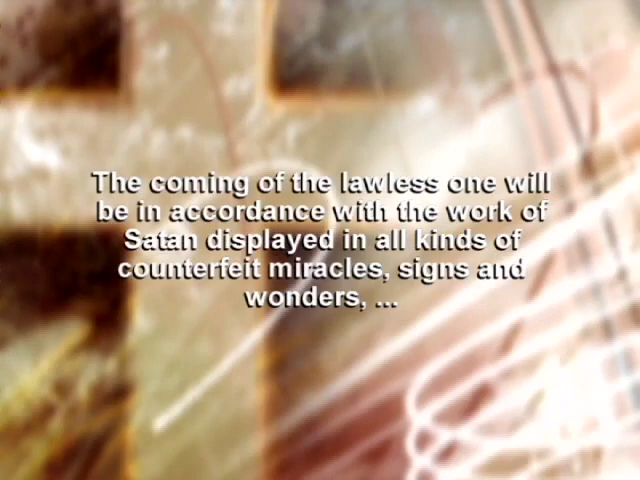 The coming of the lawless one will
be in accordance with the work of
Satan displayed in all kinds of
counterfeit miracles, signs and
wonders, ...